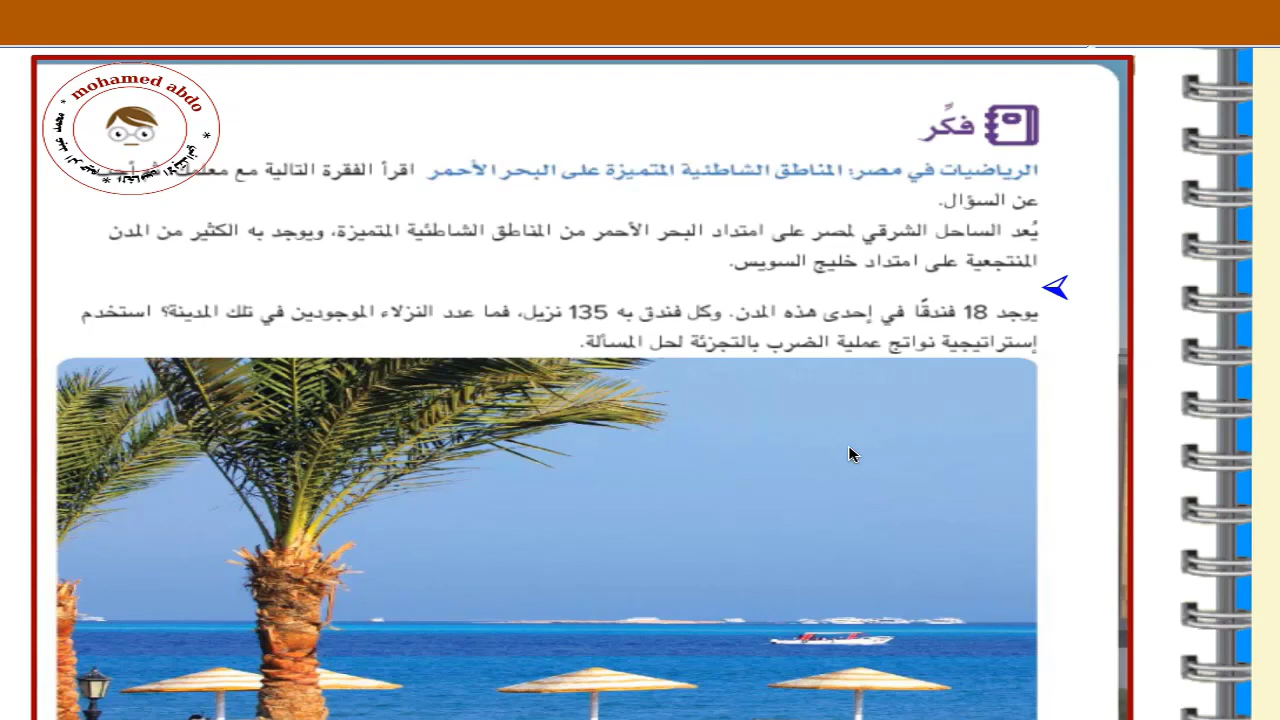 mohamed abdo
فكِّر
الرياضيات في مصر: المناطق الشاطئية المتميزة على البحر الأحمر اقرأ الفقرة التالية مع
عن السؤال.
يُعد الساحل الشرقي لمصر على امتداد البحر الأحمر من المناطق الشاطئية المتميزة، ويوجد به الكثير من المدن
المنتجعية على امتداد خليج السويس.
يوجد 18 فندقًا في إحدى هذه المدن. وكل فندق به 135 نزيل، فما عدد النزلاء الموجودين في تلك المدينة؟ استخدم
إستراتيجية نواتج عملية الضرب بالتجزئة لحل المسألة.